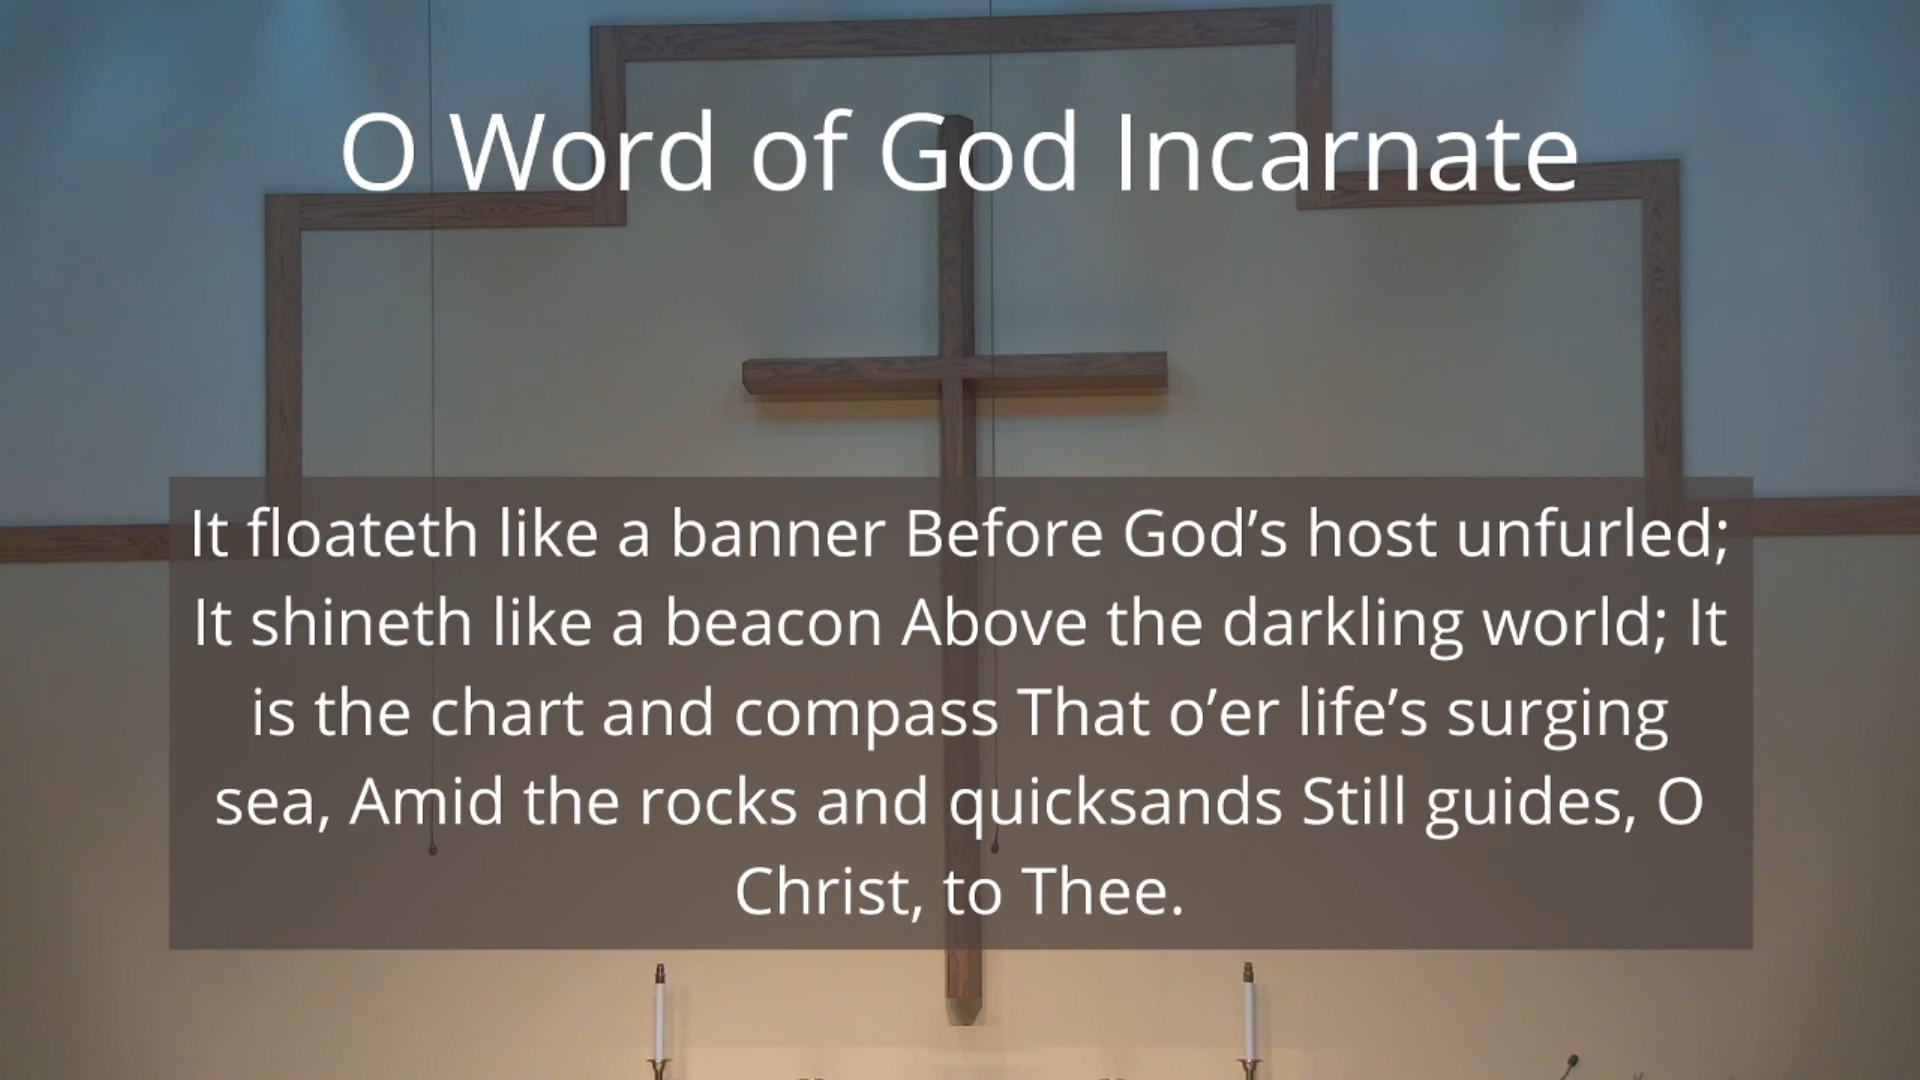 O Word of God Incarnate
It floateth like a banner Before God’s host unfurled;
It shineth like a beacon Above the darkling world; It
is the chart and compass That o’er life’s surging
sea, Amid the rocks and quicksands Still guides, O
Christ, to Thee.